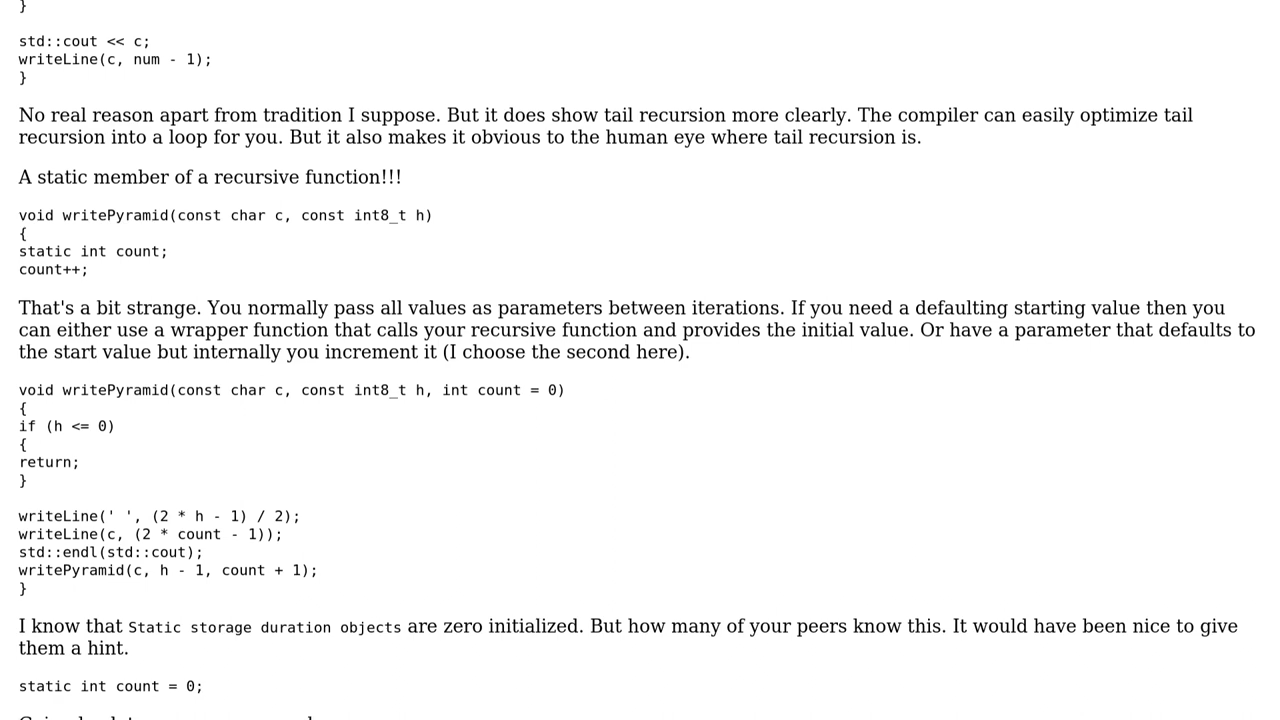 }
std::cout << c;
writeLine(c, num - 1);
}
No real reason apart from tradition I suppose. But it does show tail recursion more clearly. The compiler can easily optimize tail
recursion into a loop for you. But it also makes it obvious to the human eye where tail recursion is.
A static member of a recursive function!!!
void writePyramid(const char c, const int8_t h)
{
static int count;
count++;
That's a bit strange. You normally pass all values as parameters between iterations. If you need a defaulting starting value then you
can either use a wrapper function that calls your recursive function and provides the initial value. Or have a parameter that defaults to
the start value but internally you increment it (I choose the second here).
void writePyramid(const char c, const int8_t h, int count = 0)
{
if (h <= 0)
{
return;
}
writeLine(' ', (2 * h - 1) / 2);
writeLine(c, (2 * count - 1));
std::endl(std::cout);
writePyramid(c, h - 1, count + 1);
}
I know that Static storage duration objects are zero initialized. But how many of your peers know this. It would have been nice to give
them a hint.
static int count = 0;